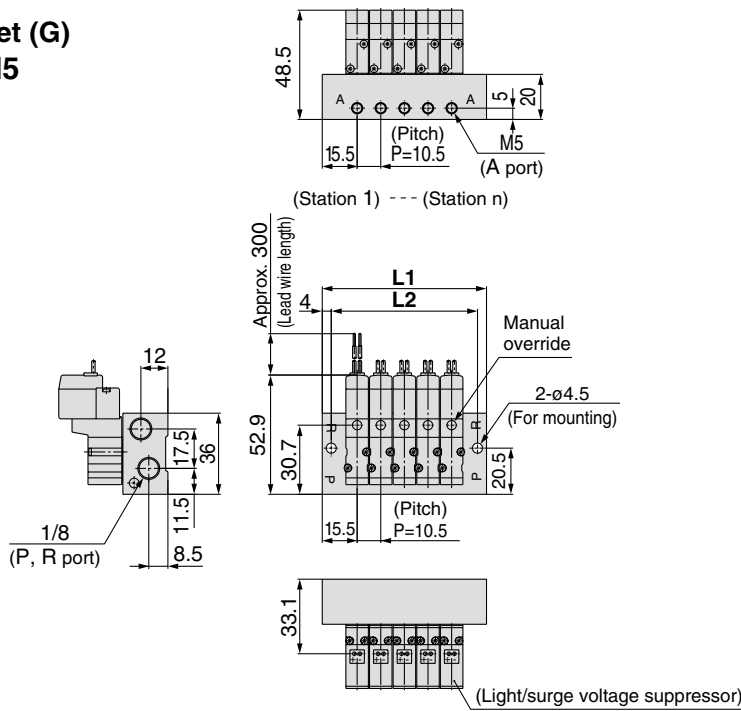 et (G)
15
48.5
A
A
5
20
(Pitch)
15.5
P=10.5
M5
(A port)
(Station 1) --- (Station n)
Approx. 300
(Lead wire length)
L1
4
L2
Manual
override
12
2-ø4.5
(For mounting)
52.9
30.7
R
R
17.5
36
20.5
P
P
11.5
(Pitch)
1/8
(P, R port)
8.5
15.5
P=10.5
33.1
(Light/surge voltage suppressor)